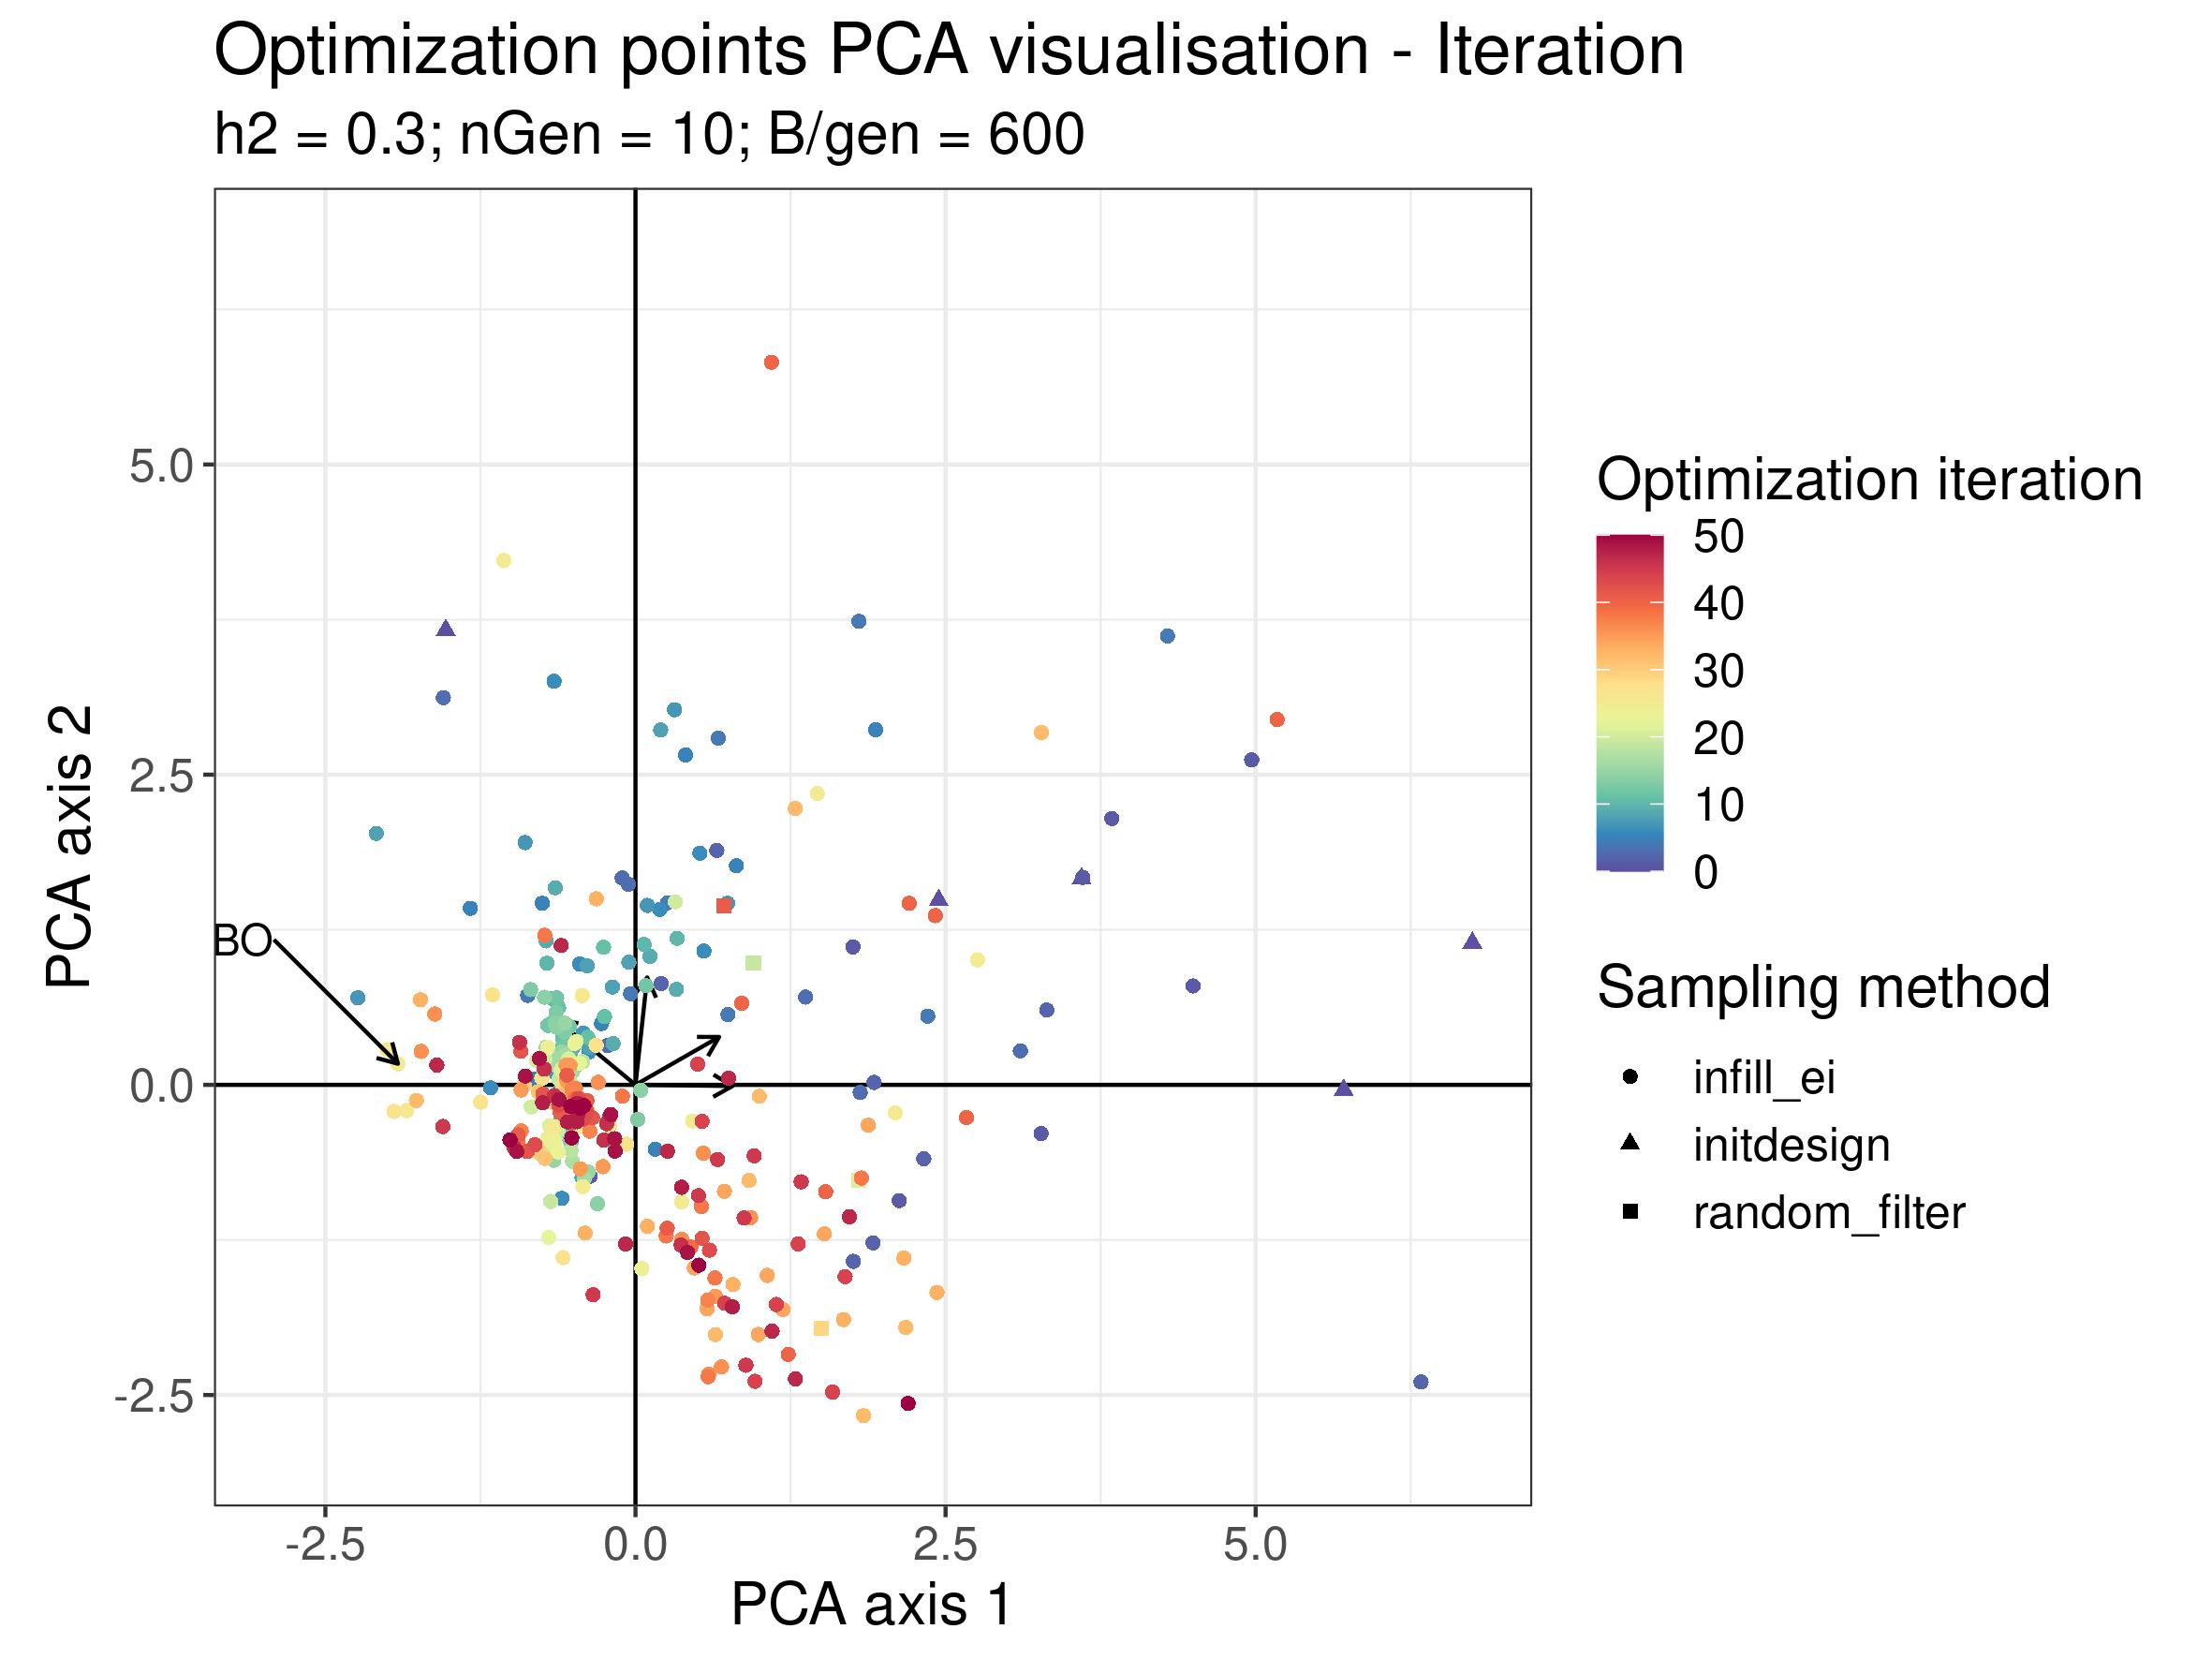 Optimization points PCA visualisation - Iteration
h2 = 0.3; nGen = 10; B/gen = 600
PCA axis 2
5.0
2.5
0.0
-2.5
BO
-2.5
0.0
2.5
5.0
PCA axis 1
Optimization iteration
50
40
30
20
10
0
Sampling method
infill_ei
initdesign
random_filter